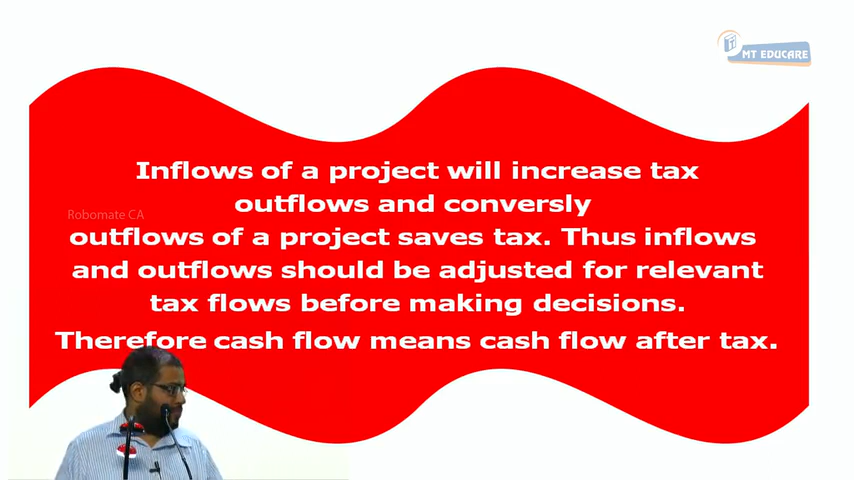 MT EDUCARE
Inflows of a project will increase tax
outflows and conversly
Robomate CA
outflows of a project saves tax. Thus inflows
and outflows should be adjusted for relevant
tax flows before making decisions.
Therefore cash flow means cash flow after tax.